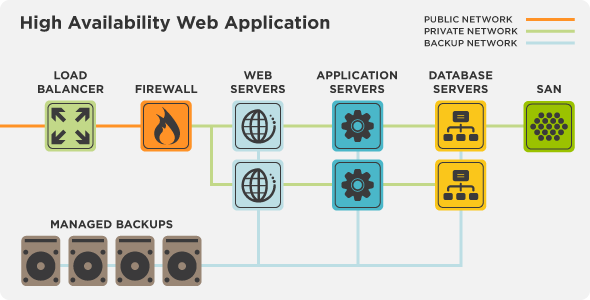 High Availability Web Application
PUBLIC NETWORK
PRIVATE NETWORK
BACKUP NETWORK
LOAD
BALANCER
FIREWALL
WEB
SERVERS
APPLICATION
SERVERS
DATABASE
SERVERS
SAN
MANAGED BACKUPS